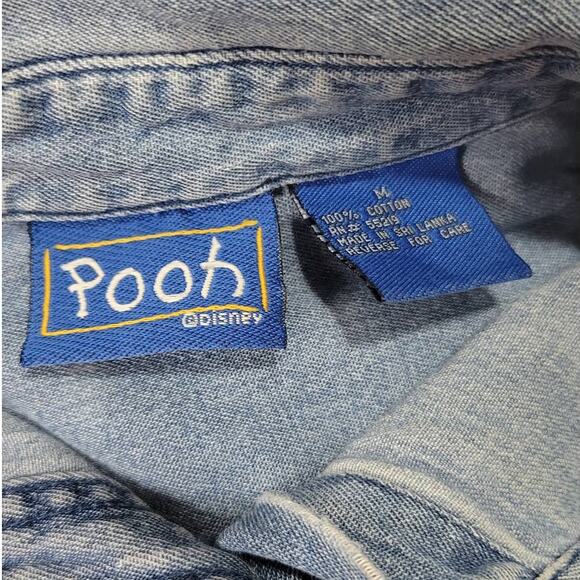 Pooh
©DISNEY
M
100% COTTON
RN# 55219
MADE IN SRI LANKA
REVERSE FOR CARE